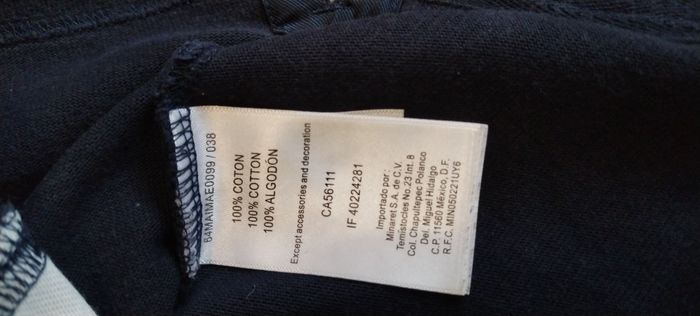 64MAIMAE0099 / 038
100% COTON
100% COTTON
100% ALGODÓN
Except accessories and decoration
CA56111
IF 40224281
Importado por :
Minaret S.A. de C.V.
Temistocles No.23 Int. 8
Col. Chapultepec Polanco
Del. Miguel Hidalgo
C.P. 11560 México, D.F.
R.F.C. MIN050221UY6